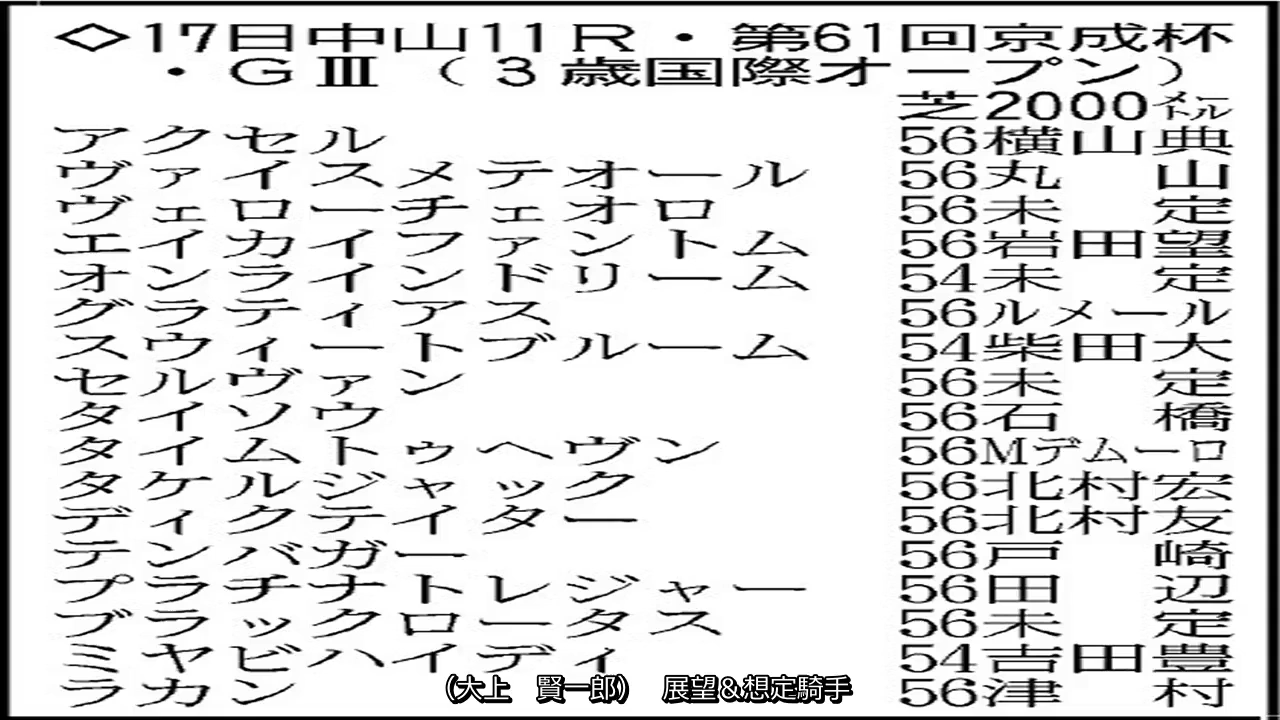 ◇17日中山11R・第61回京成杯
・GⅢ(3歳国際オープン)
芝2000メートル
アクセル 56横山典
ヴァイスメテオール 56丸山
ヴェローチェオロ 56未定
エイカイファントム 56岩田望
オンラインドリーム 54未定
グラティアス 56ルメール
スウィートブルーム 54柴田大
セルヴァン 56未定
タイソウ 56石橋
タイムトゥヘヴン 56Mデムーロ
タケルジャック 56北村宏
ディクテイター 56北村友
テンバガー 56戸崎
プラチナトレジャー 56田辺
ブラックロータス 56未定
ミヤビハイディ 54吉田豊
ラカン 56津村
(大上 賢一郎) 展望&想定騎手